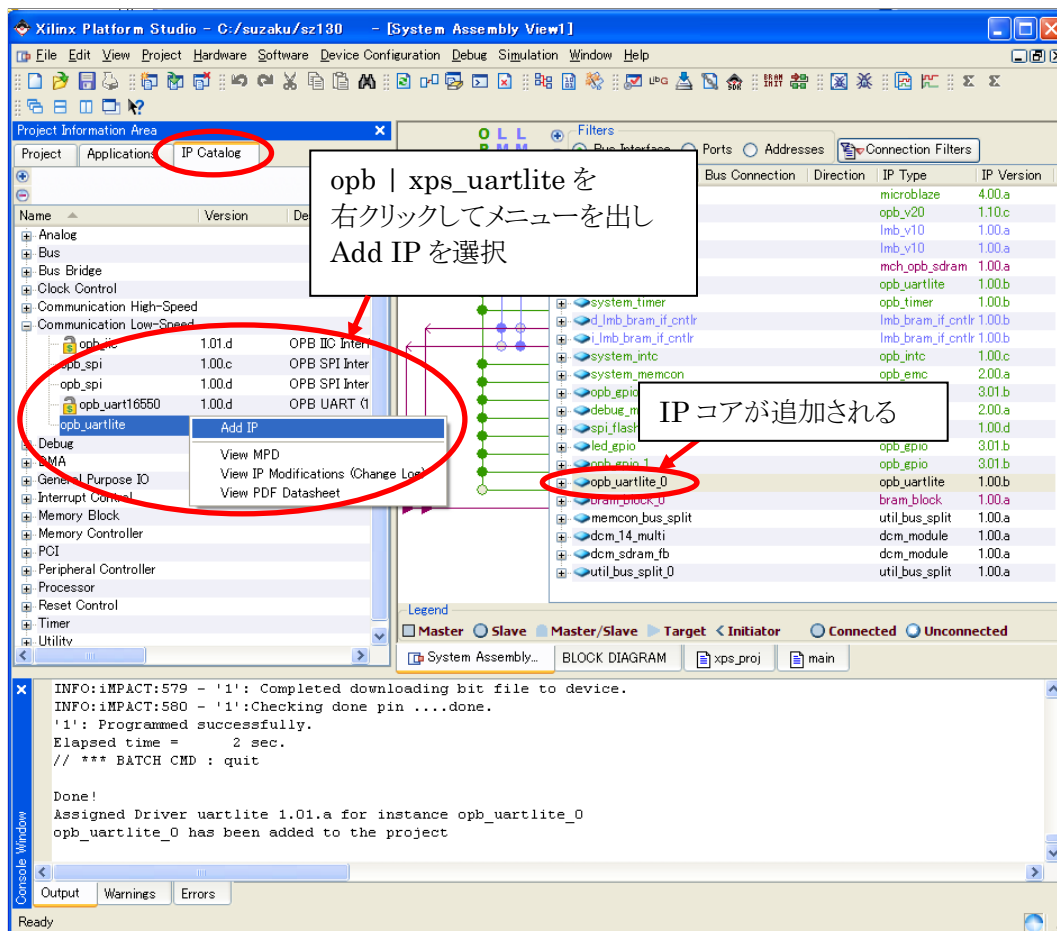 Xilinx Platform Studio - C:/suzaku/sz130 - [System Assembly View1]
File Edit View Project Hardware Software Device Configuration Debug Simulation Window Help
Project Information Area
Project Applications IP Catalog
Name Version
Analog
Bus
Bus Bridge
Clock Control
Communication High-Speed
Communication Low-Speed
opb_iic 1.01.d OPB IIC Interf
opb_spi 1.00.c OPB SPI Inter
opb_spi 1.00.d OPB SPI Inter
opb_uart16550 1.00.d OPB UART (1
opb_uartlite
Debug
DMA
General Purpose IO
Interrupt Control
Memory Block
Memory Controller
PCI
Peripheral Controller
Processor
Reset Control
Timer
Utility
Add IP
View MPD
View IP Modifications (Change Log)
View PDF Datasheet
opb | xps_uartlite を
右クリックしてメニューを出し
Add IP を選択
O L L
Filters
Bus Interface Ports Addresses Connection Filters
Bus Connection Direction IP Type IP Version
microblaze 4.00.a
opb_v20 1.10.c
lmb_v10 1.00.a
lmb_v10 1.00.a
mch_opb_sdram 1.00.a
opb_uartlite 1.00.b
system_timer opb_timer 1.00.b
d_lmb_bram_if_cntlr lmb_bram_if_cntlr 1.00.b
i_lmb_bram_if_cntlr lmb_bram_if_cntlr 1.00.b
system_intc opb_intc 1.00.c
system_memcon opb_emc 2.00.a
opb_gpio 3.01.b
debug_m 2.00.a
spi_flash 1.00.d
led_gpio opb_gpio 3.01.b
opb_gpio_1 opb_gpio 3.01.b
opb_uartlite_0 opb_uartlite 1.00.b
bram_block_0 bram_block 1.00.a
memcon_bus_split util_bus_split 1.00.a
dcm_14_multi dcm_module 1.00.a
dcm_sdram_fb dcm_module 1.00.a
util_bus_split_0 util_bus_split 1.00.a
IP コアが追加される
Legend
Master Slave Master/Slave Target Initiator Connected Unconnected
System Assembly... BLOCK DIAGRAM xps_proj main
INFO:iMPACT:579 - '1': Completed downloading bit file to device.
INFO:iMPACT:580 - '1':Checking done pin ....done.
'1': Programmed successfully.
Elapsed time = 2 sec.
// *** BATCH CMD : quit
Done!
Assigned Driver uartlite 1.01.a for instance opb_uartlite_0
opb_uartlite_0 has been added to the project
Console Window
Output Warnings Errors
Ready